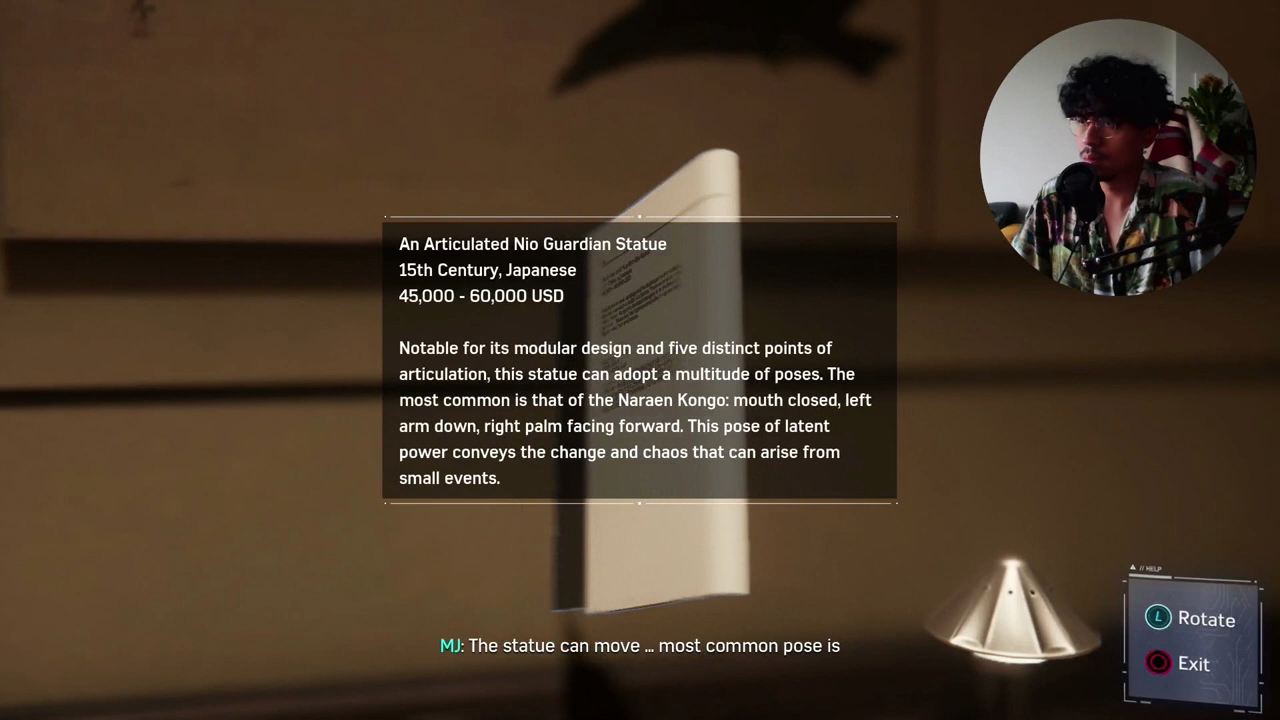 An Articulated Nio Guardian Statue
15th Century, Japanese
45,000 - 60,000 USD
Notable for its modular design and five distinct points of
articulation, this statue can adopt a multitude of poses. The
most common is that of the Naraen Kongo: mouth closed, left
arm down, right palm facing forward. This pose of latent
power conveys the change and chaos that can arise from
small events.
MJ: The statue can move ... most common pose is
// HELP
L Rotate
Exit